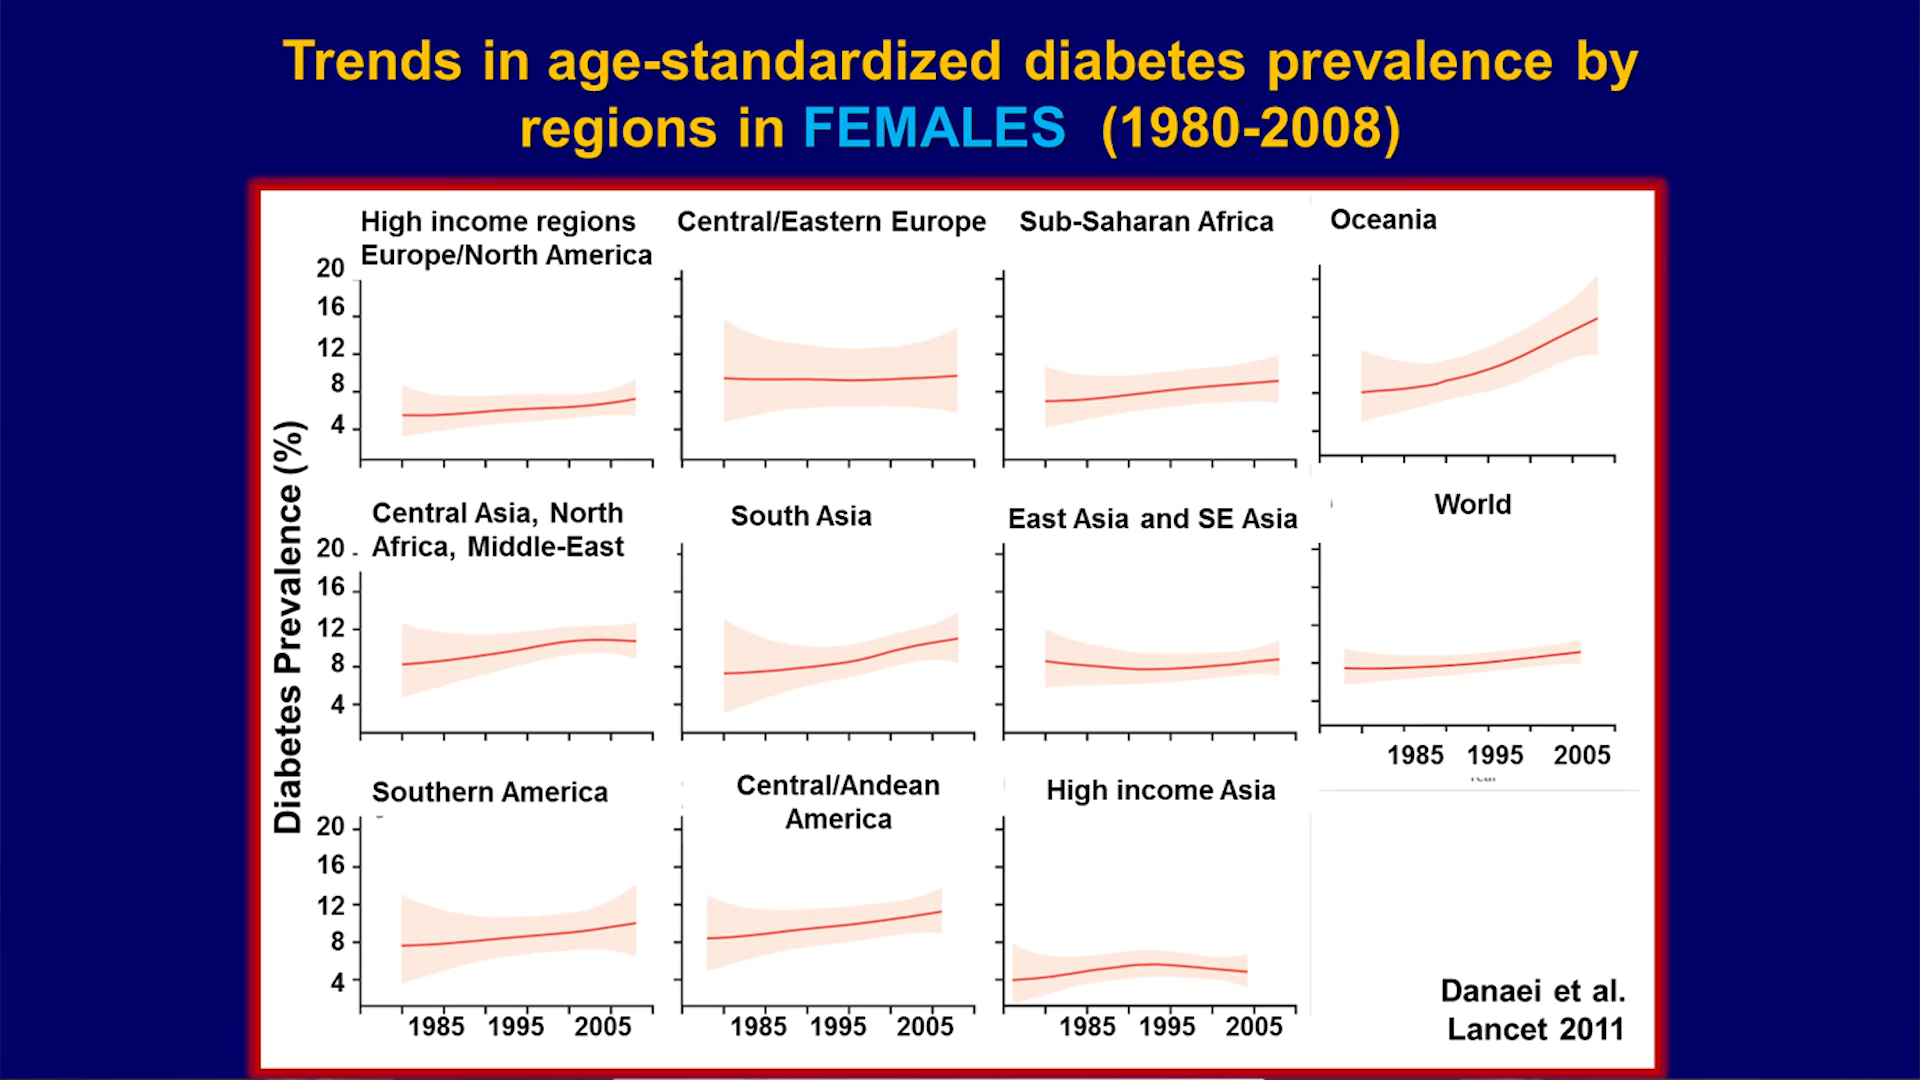 Trends in age-standardized diabetes prevalence by
regions in FEMALES (1980-2008)
Diabetes Prevalence (%)
High income regions
Europe/North America
20
16
12
8
4
Central/Eastern Europe
Sub-Saharan Africa
Oceania
Central Asia, North
Africa, Middle-East
20
16
12
8
4
South Asia
East Asia and SE Asia
World
1985 1995 2005
Southern America
20
16
12
8
4
1985 1995 2005
Central/Andean
America
1985 1995 2005
High income Asia
1985 1995 2005
Danaei et al.
Lancet 2011